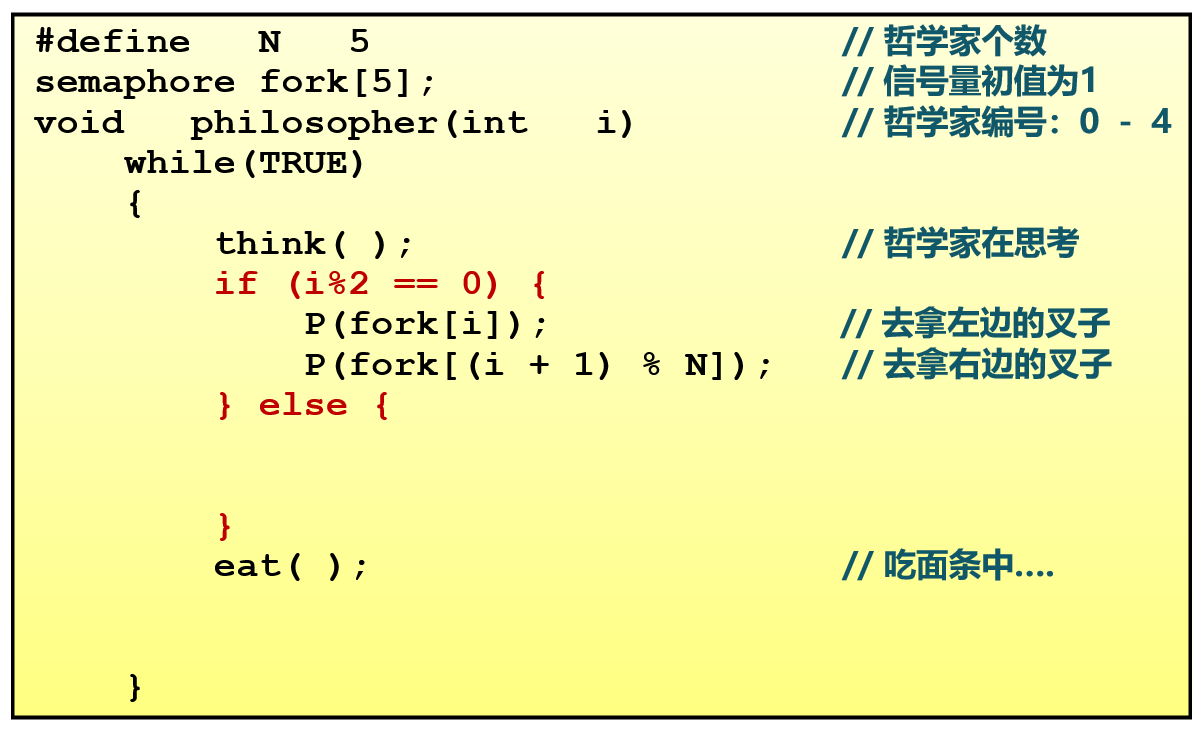 #define   N   5   // 哲学家个数
semaphore fork[5];   // 信号量初值为1
void   philosopher(int   i)   // 哲学家编号：0 - 4
while(TRUE)
{
think( );   // 哲学家在思考
if (i%2 == 0) {
P(fork[i]);   // 去拿左边的叉子
P(fork[(i + 1) % N]);   // 去拿右边的叉子
} else {
}
eat( );   // 吃面条中....
}